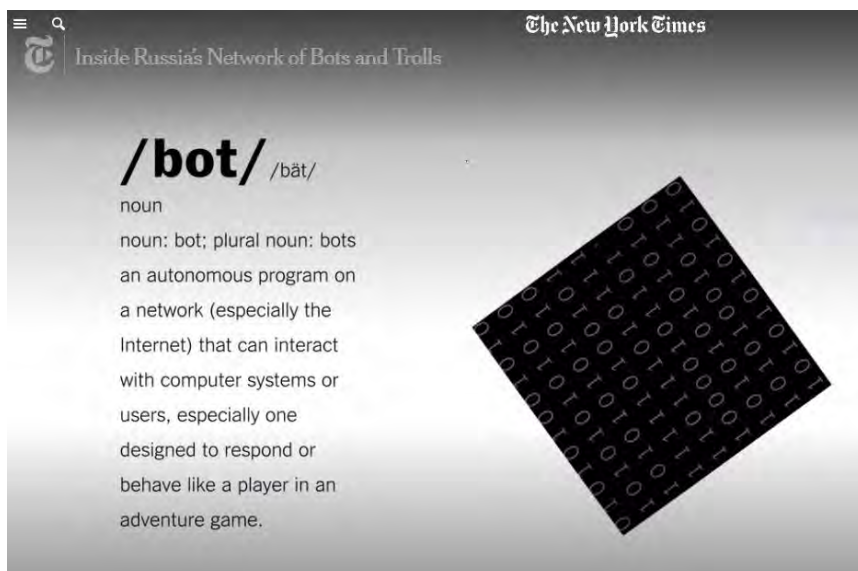 The New York Times
T
Inside Russia's Network of Bots and Trolls
/bot/ /bät/
noun
noun: bot; plural noun: bots
an autonomous program on
a network (especially the
Internet) that can interact
with computer systems or
users, especially one
designed to respond or
behave like a player in an
adventure game.